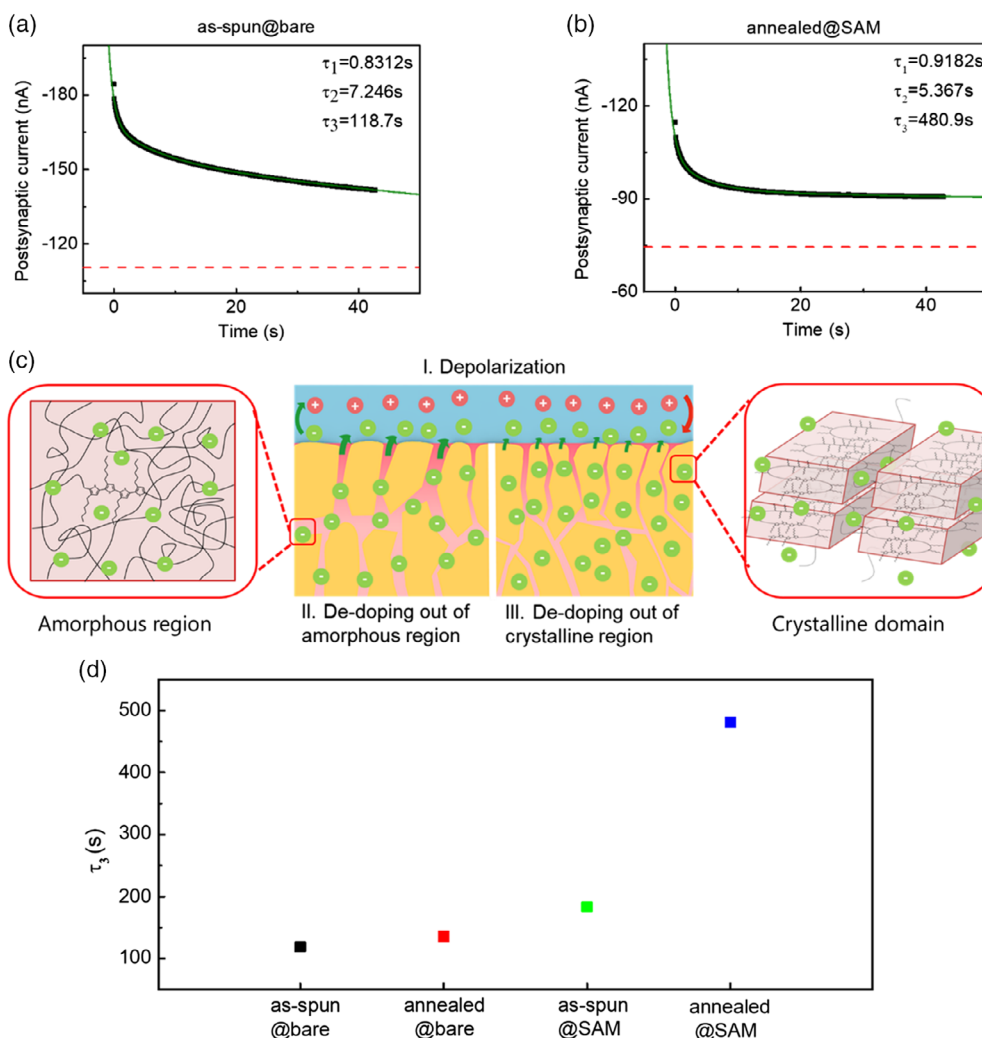 (a)
as-spun@bare
τ1=0.8312s
τ2=7.246s
τ3=118.7s
Postsynaptic current (nA)
-180
-150
-120
0
20
40
Time (s)
(b)
annealed@SAM
τ1=0.9182s
τ2=5.367s
τ3=480.9s
Postsynaptic current (nA)
-120
-90
-60
0
20
40
Time (s)
(c)
I. Depolarization
Amorphous region
II. De-doping out of
amorphous region
III. De-doping out of
crystalline region
Crystalline domain
(d)
τ3 (s)
500
400
300
200
100
as-spun
@bare
annealed
@bare
as-spun
@SAM
annealed
@SAM